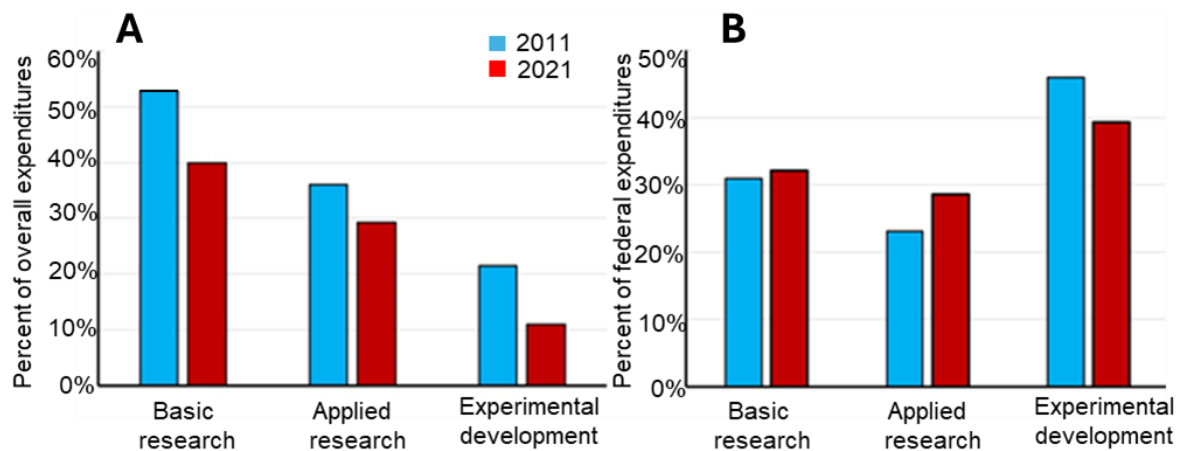 A
Percent of overall expenditures
60%
50%
40%
30%
20%
10%
0%
2011
2021
Basic
research
Applied
research
Experimental
development
B
Percent of federal expenditures
50%
40%
30%
20%
10%
0%
Basic
research
Applied
research
Experimental
development